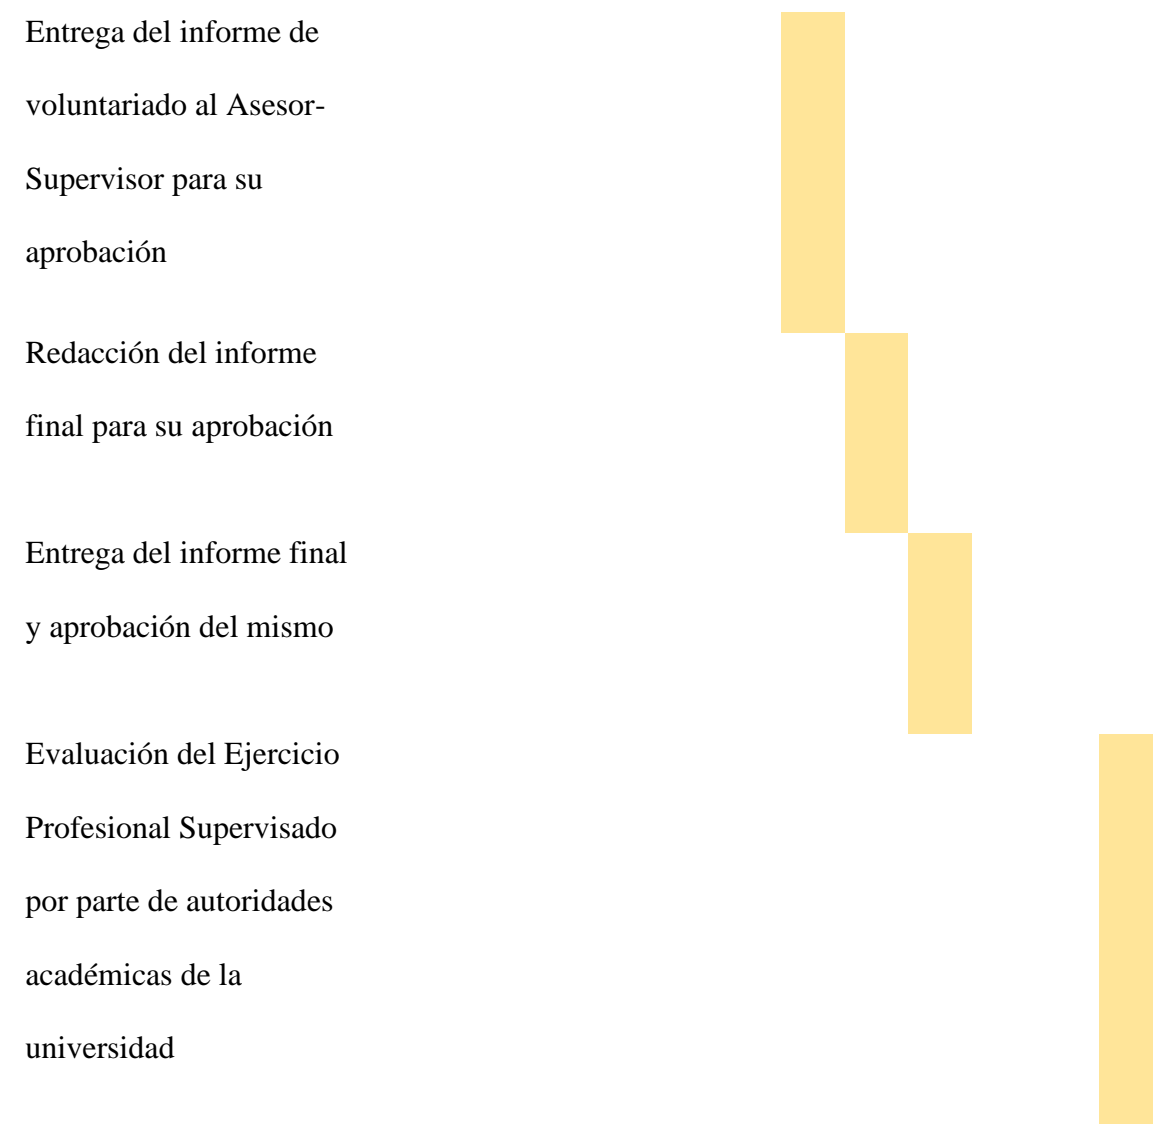 Entrega del informe de
voluntariado al Asesor-
Supervisor para su
aprobación
Redacción del informe
final para su aprobación
Entrega del informe final
y aprobación del mismo
Evaluación del Ejercicio
Profesional Supervisado
por parte de autoridades
académicas de la
universidad